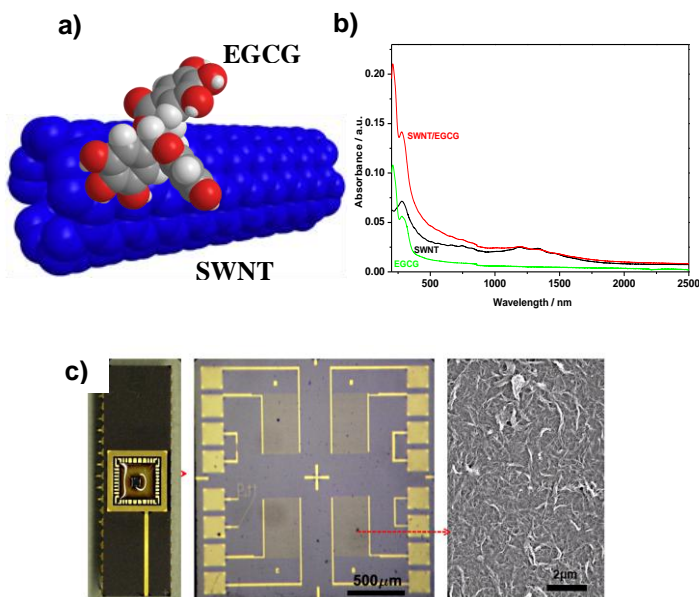 a)
EGCG
SWNT
b)
Absorbance / a.u.
0.20
0.15
0.10
0.05
0.00
SWNT/EGCG
SWNT
EGCG
500
1000
1500
2000
2500
Wavelength / nm
c)
500μm
2μm